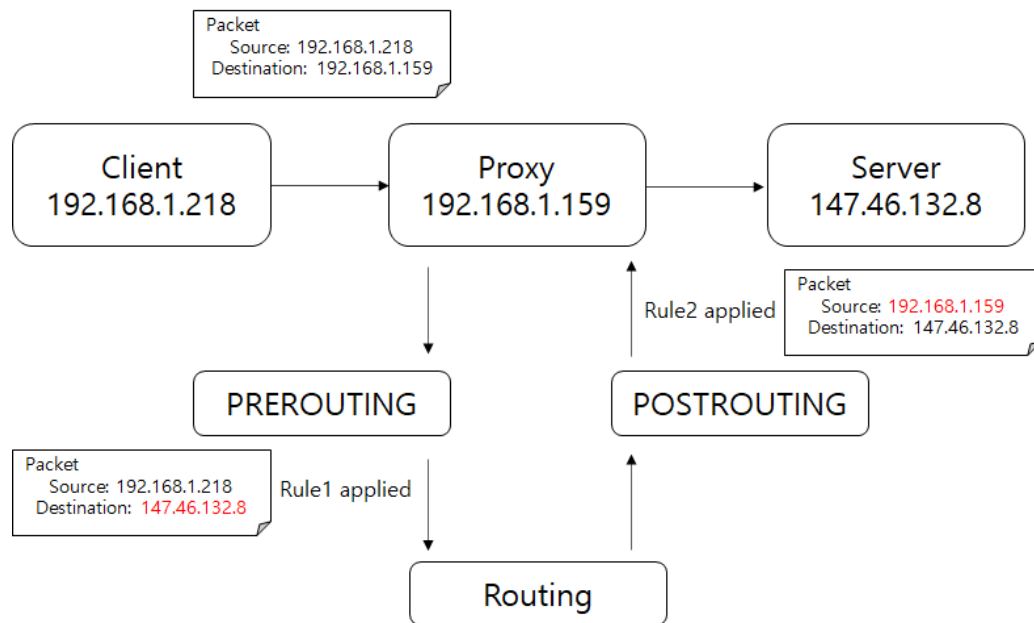 Packet
Source: 192.168.1.218
Destination: 192.168.1.159
Client
192.168.1.218
Proxy
192.168.1.159
Server
147.46.132.8
Rule2 applied
Packet
Source: 192.168.1.159
Destination: 147.46.132.8
PREROUTING
POSTROUTING
Packet
Source: 192.168.1.218
Destination: 147.46.132.8
Rule1 applied
Routing